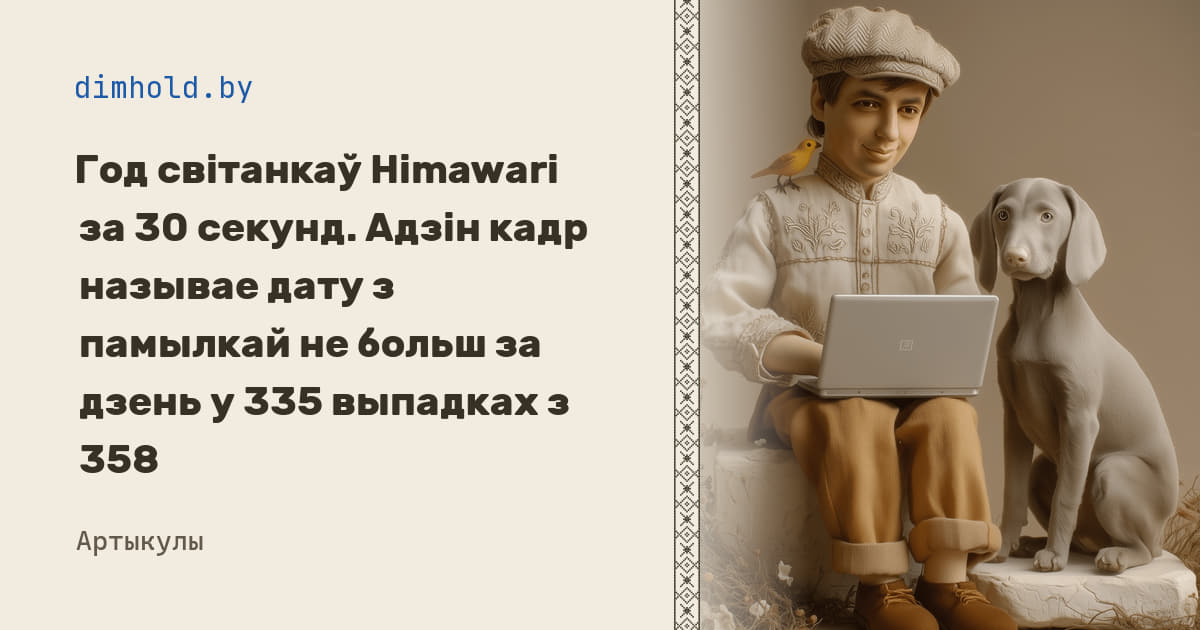 dimhold.by
Год світанкаў Himawari
за 30 секунд. Адзін кадр
называе дату з
памылкай не больш за
дзень у 335 выпадках з
358
Артыкулы